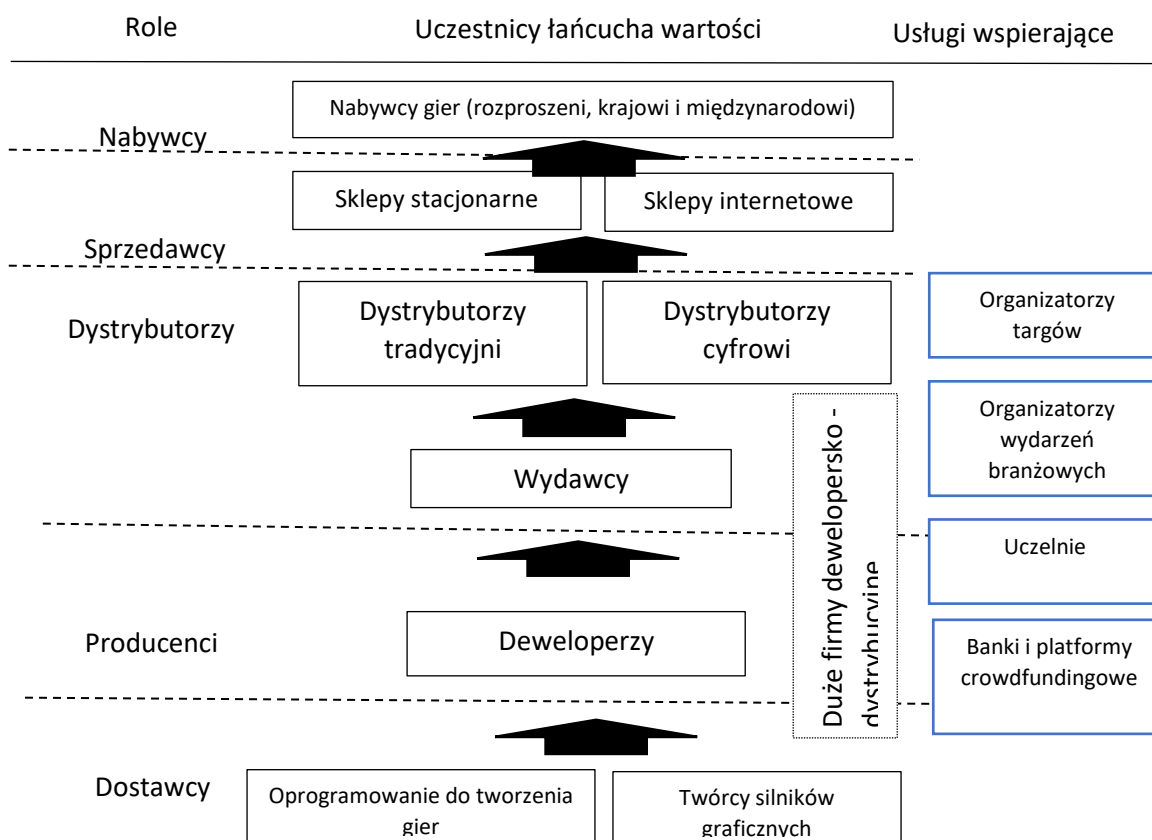 Role
Uczestnicy łańcucha wartości
Usługi wspierające
Nabywcy gier (rozproszeni, krajowi i międzynarodowi)
Nabywcy
Sklepy stacjonarne
Sklepy internetowe
Sprzedawcy
Dystrybutorzy
Dystrybutorzy
tradycyjni
Dystrybutorzy
cyfrowi
Organizatorzy
targów
Organizatorzy
wydarzeń
branżowych
Wydawcy
Duże firmy dewelopersko -
dystrybucyjne
Uczelnie
Producenci
Deweloperzy
Banki i platformy
crowdfundingowe
Dostawcy
Oprogramowanie do tworzenia
gier
Twórcy silników
graficznych